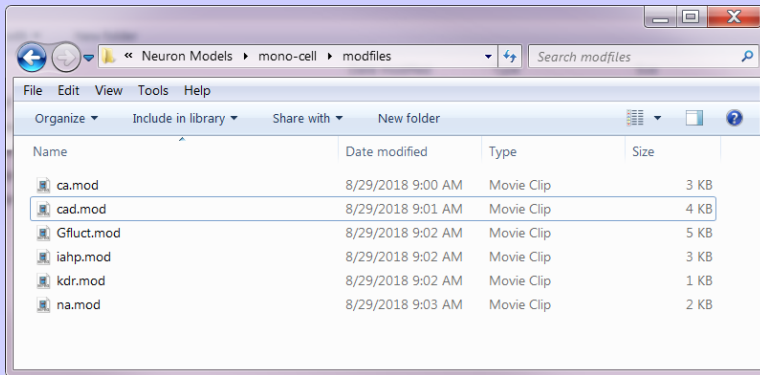 « Neuron Models ▸ mono-cell ▸ modfiles Search modfiles
File Edit View Tools Help
Organize Include in library Share with New folder
Name Date modified Type Size
ca.mod 8/29/2018 9:00 AM Movie Clip 3 KB
cad.mod 8/29/2018 9:01 AM Movie Clip 4 KB
Gfluct.mod 8/29/2018 9:02 AM Movie Clip 5 KB
iahp.mod 8/29/2018 9:02 AM Movie Clip 3 KB
kdr.mod 8/29/2018 9:02 AM Movie Clip 1 KB
na.mod 8/29/2018 9:03 AM Movie Clip 2 KB